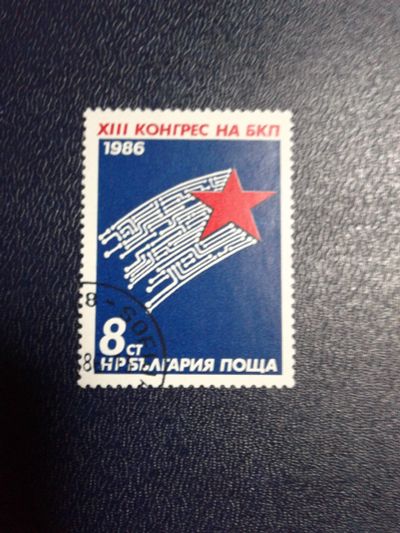 XIII КОНГРЕС НА БКП
1986
8 СТ
НР БЪЛГАРИЯ ПОЩА